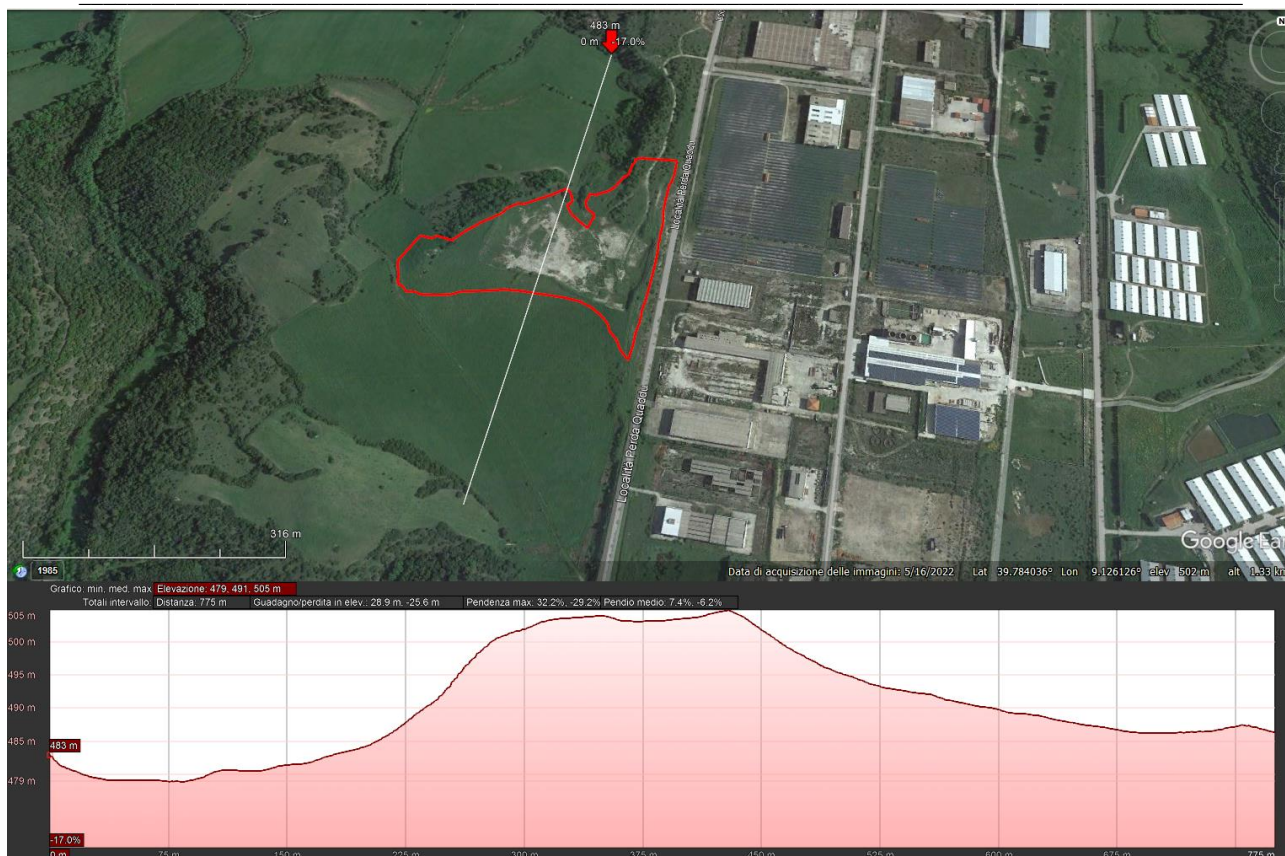 483 m
0 m -17.0%
N
Località Perda Quaddu
Località Perda Quaddu
316 m
1985
Google Ear
Data di acquisizione delle immagini: 5/16/2022 Lat 39.784036° Lon 9.126126° elev 502 m alt 1.33 km
Grafico: min. med. max Elevazione: 479, 491, 505 m
Totali intervallo: Distanza: 775 m Guadagno/perdita in elev.: 28.9 m, -25.6 m Pendenza max: 32.2%, -29.2% Pendio medio: 7.4%, -6.2%
505 m
500 m
495 m
490 m
485 m
483 m
479 m
-17.0%
0 m 75 m 150 m 225 m 300 m 375 m 450 m 525 m 600 m 675 m 775 m